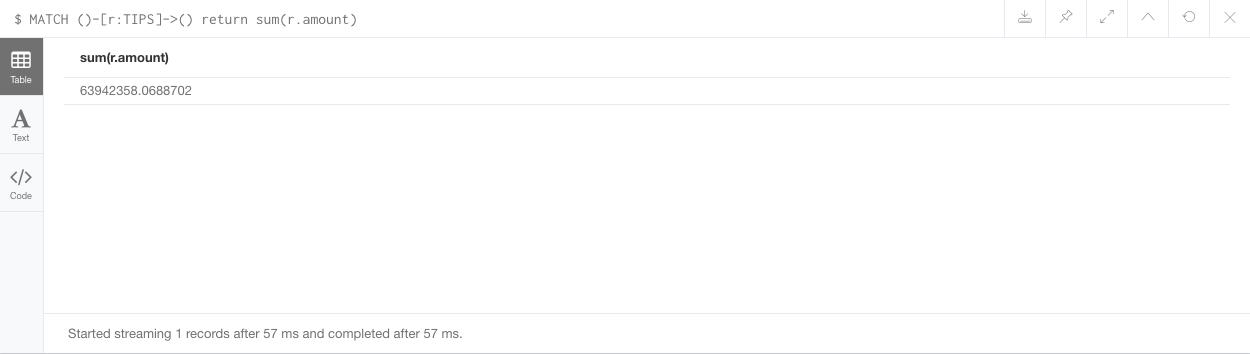 $ MATCH ()-[r:TIPS]->() return sum(r.amount)
Table
sum(r.amount)
63942358.0688702
A
Text
</>
Code
Started streaming 1 records after 57 ms and completed after 57 ms.